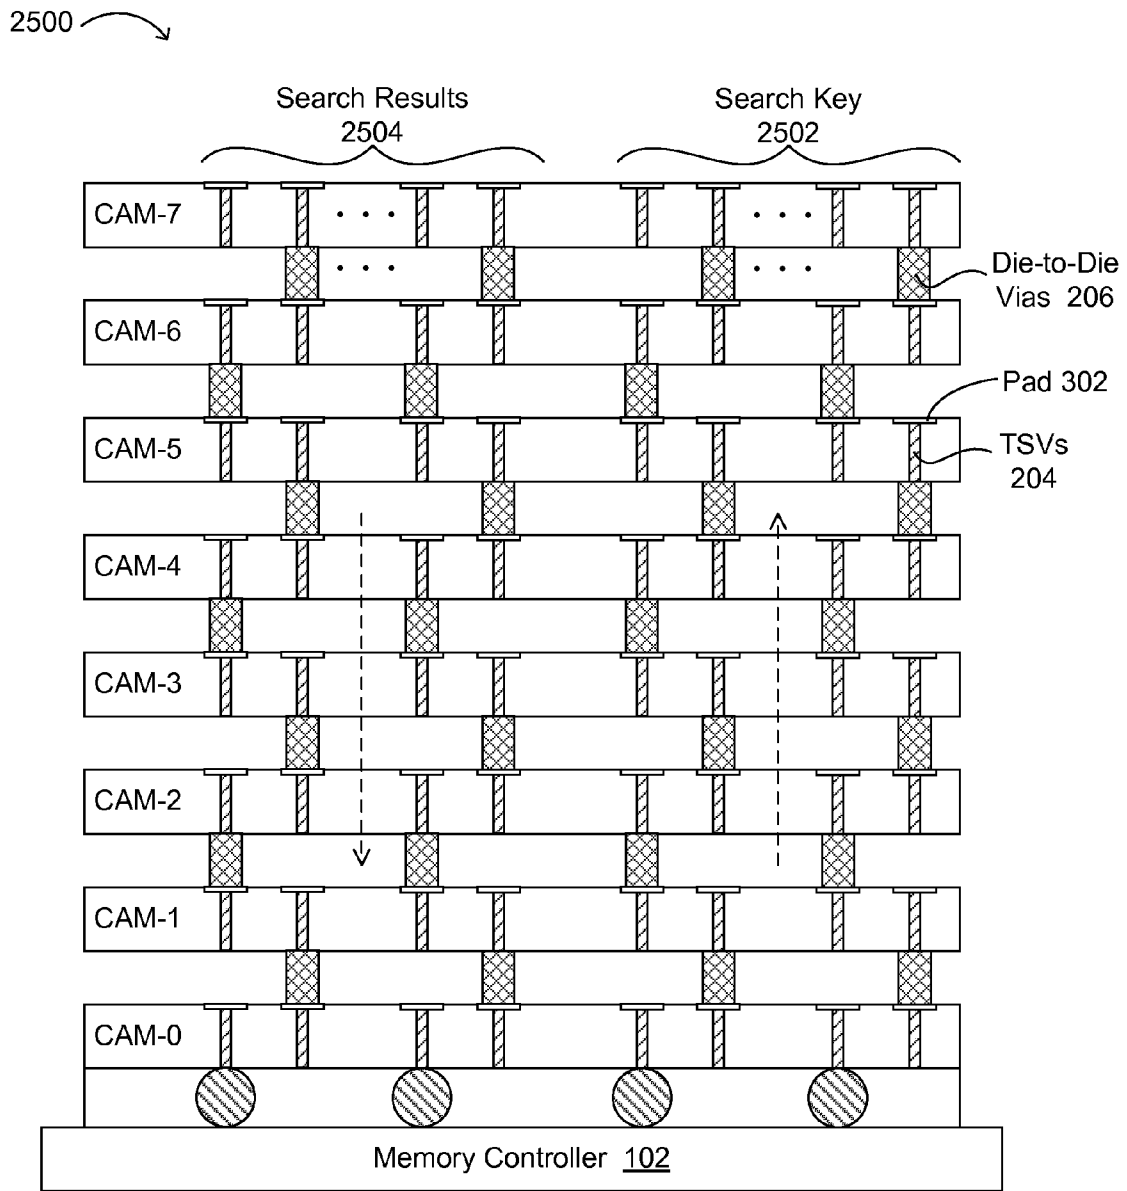 2500
Search Results
2504
Search Key
2502
CAM-7
Die-to-Die
Vias 206
CAM-6
Pad 302
CAM-5
TSVs
204
CAM-4
CAM-3
CAM-2
CAM-1
CAM-0
Memory Controller 102